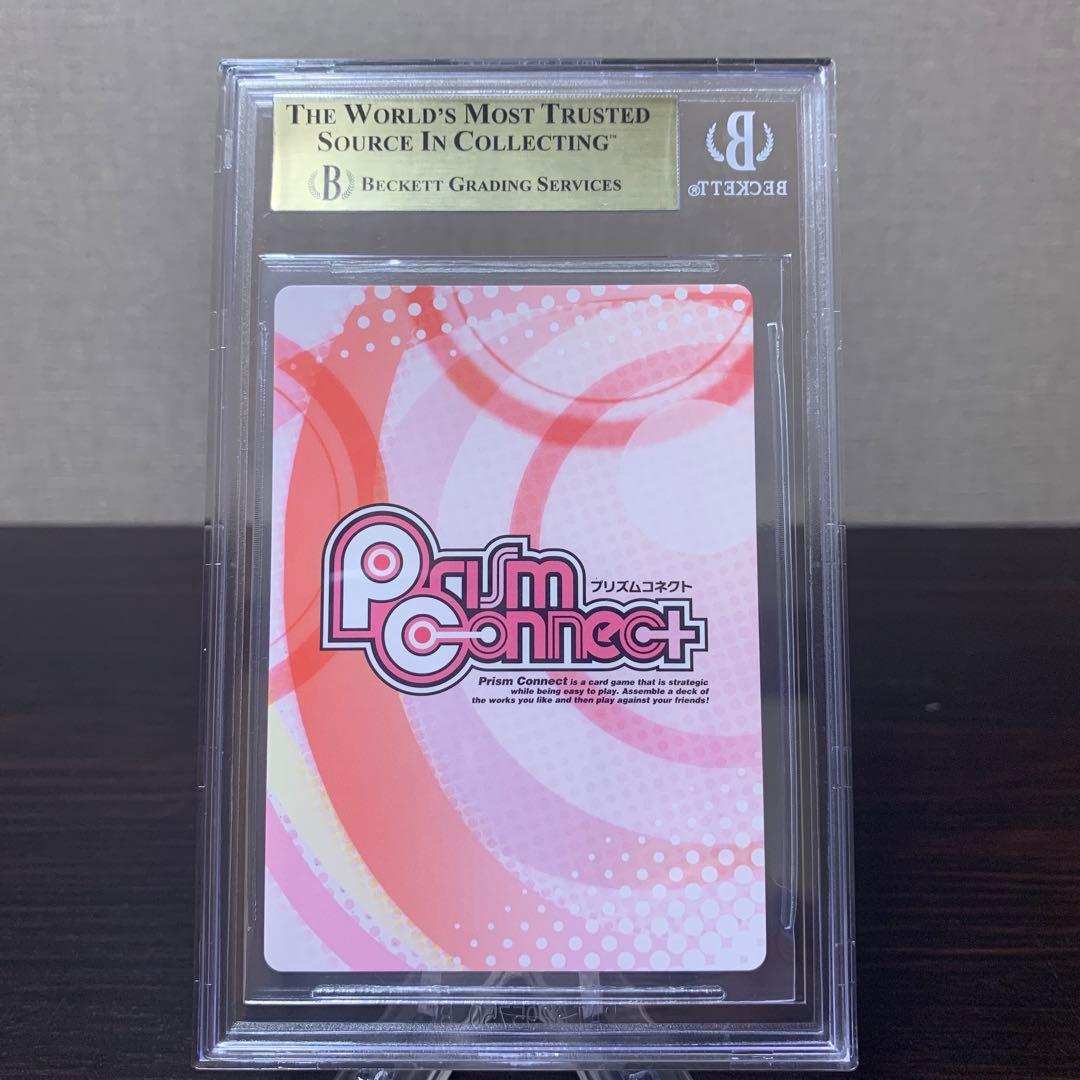 THE WORLD'S MOST TRUSTED
SOURCE IN COLLECTING™
B BECKETT GRADING SERVICES
B
BECKETT®
Prism
プリズムコネクト
Connect
Prism Connect is a card game that is strategic
while being easy to play. Assemble a deck of
the works you like and then play against your friends!